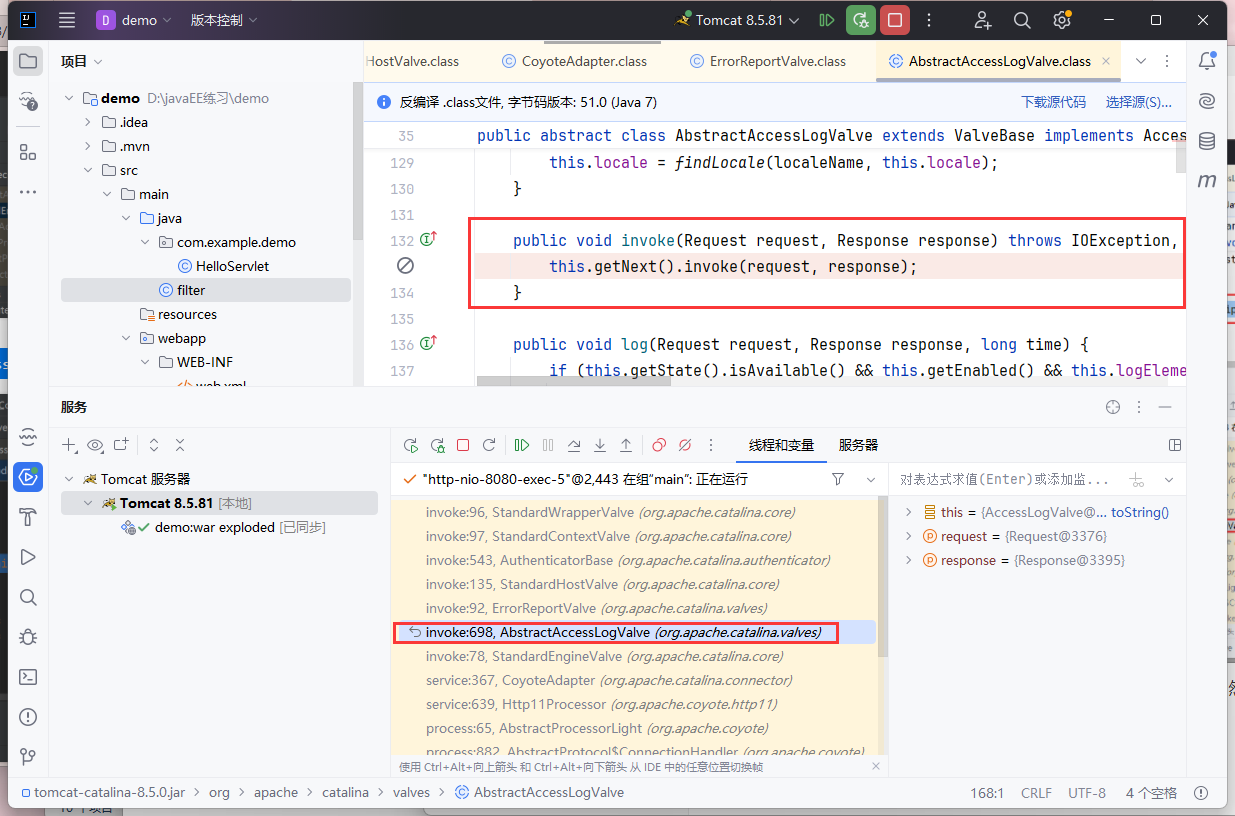 D demo 版本控制 Tomcat 8.5.81
项目
HostValve.class CoyoteAdapter.class ErrorReportValve.class AbstractAccessLogValve.class
demo D:\javaEE练习\demo
.idea
.mvn
src
main
java
com.example.demo
HelloServlet
filter
resources
webapp
WEB-INF
web.xml
反编译 .class文件, 字节码版本: 51.0 (Java 7) 下载源代码 选择源(S)...
35 public abstract class AbstractAccessLogValve extends ValveBase implements Acces
129 this.locale = findLocale(localeName, this.locale);
130 }
131
132 public void invoke(Request request, Response response) throws IOException,
this.getNext().invoke(request, response);
134 }
135
136 public void log(Request request, Response response, long time) {
137 if (this.getState().isAvailable() && this.getEnabled() && this.logEleme
m
服务
Tomcat 服务器
Tomcat 8.5.81 [本地]
demo:war exploded [已同步]
线程和变量 服务器
"http-nio-8080-exec-5"@2,443 在组"main": 正在运行
invoke:96, StandardWrapperValve (org.apache.catalina.core)
invoke:97, StandardContextValve (org.apache.catalina.core)
invoke:543, AuthenticatorBase (org.apache.catalina.authenticator)
invoke:135, StandardHostValve (org.apache.catalina.core)
invoke:92, ErrorReportValve (org.apache.catalina.valves)
invoke:698, AbstractAccessLogValve (org.apache.catalina.valves)
invoke:78, StandardEngineValve (org.apache.catalina.core)
service:367, CoyoteAdapter (org.apache.catalina.connector)
service:639, Http11Processor (org.apache.coyote.http11)
process:65, AbstractProcessorLight (org.apache.coyote)
process:882, AbstractProtocol$ConnectionHandler (org.apache.coyote)
使用 Ctrl+Alt+向上箭头 和 Ctrl+Alt+向下箭头 从 IDE 中的任意位置切换帧
对表达式求值(Enter)或添加监...
this = {AccessLogValve@... toString()
request = {Request@3376}
response = {Response@3395}
tomcat-catalina-8.5.0.jar org apache catalina valves AbstractAccessLogValve 168:1 CRLF UTF-8 4 个空格